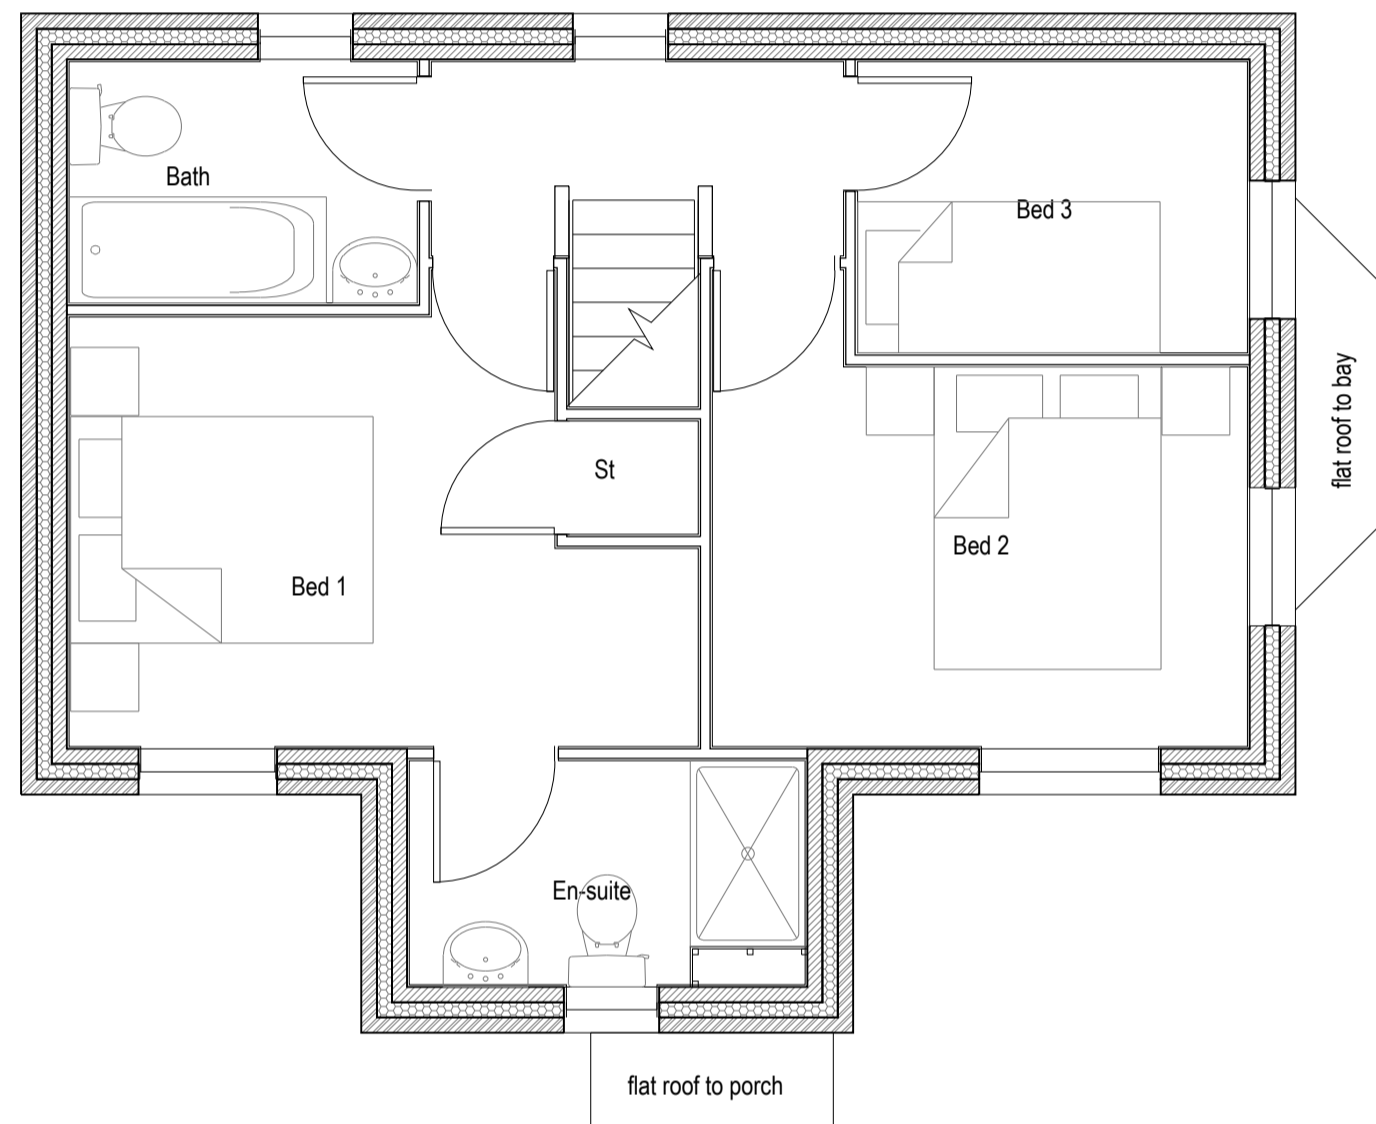 Bath
Bed 3
flat roof to bay
St
Bed 2
Bed 1
En-suite
flat roof to porch